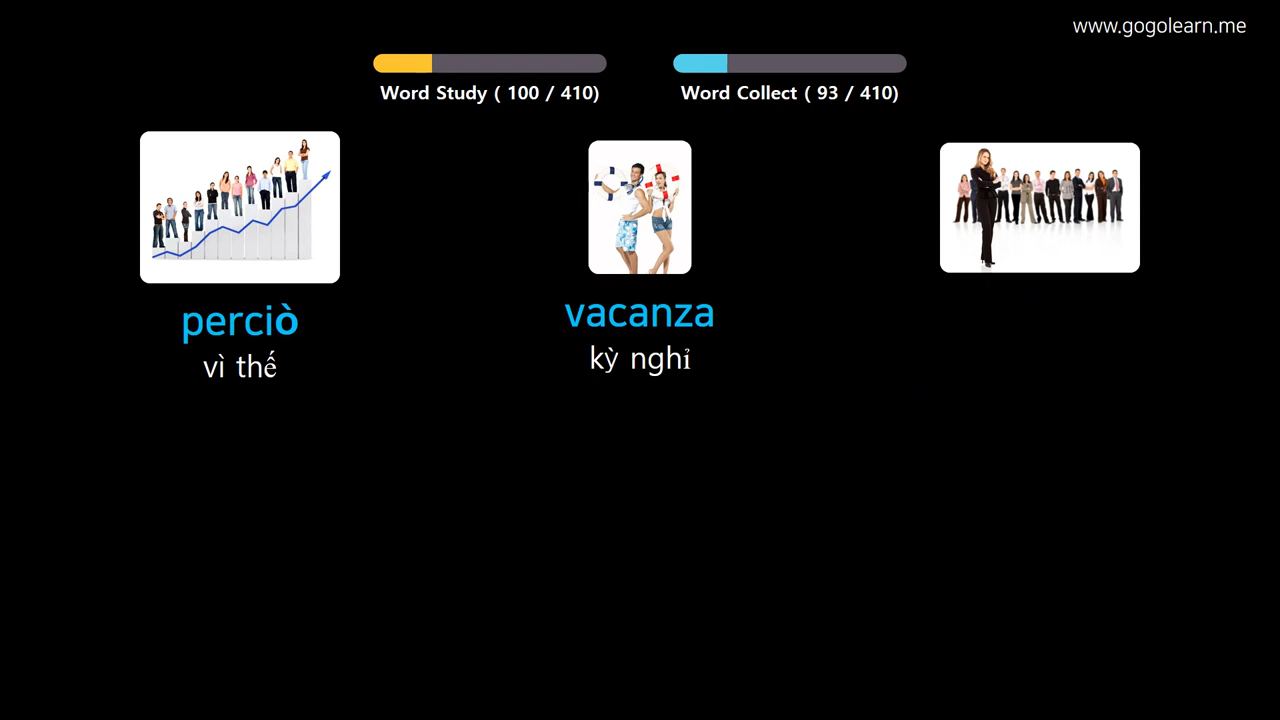 www.gogolearn.me
Word Study ( 100 / 410)
Word Collect ( 93 / 410)
perciò
vì thế
vacanza
kỳ nghỉ